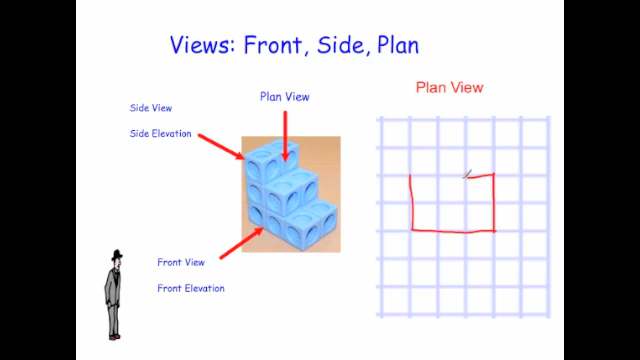 Views: Front, Side, Plan
Plan View
Plan View
Side View
Side Elevation
Front View
Front Elevation